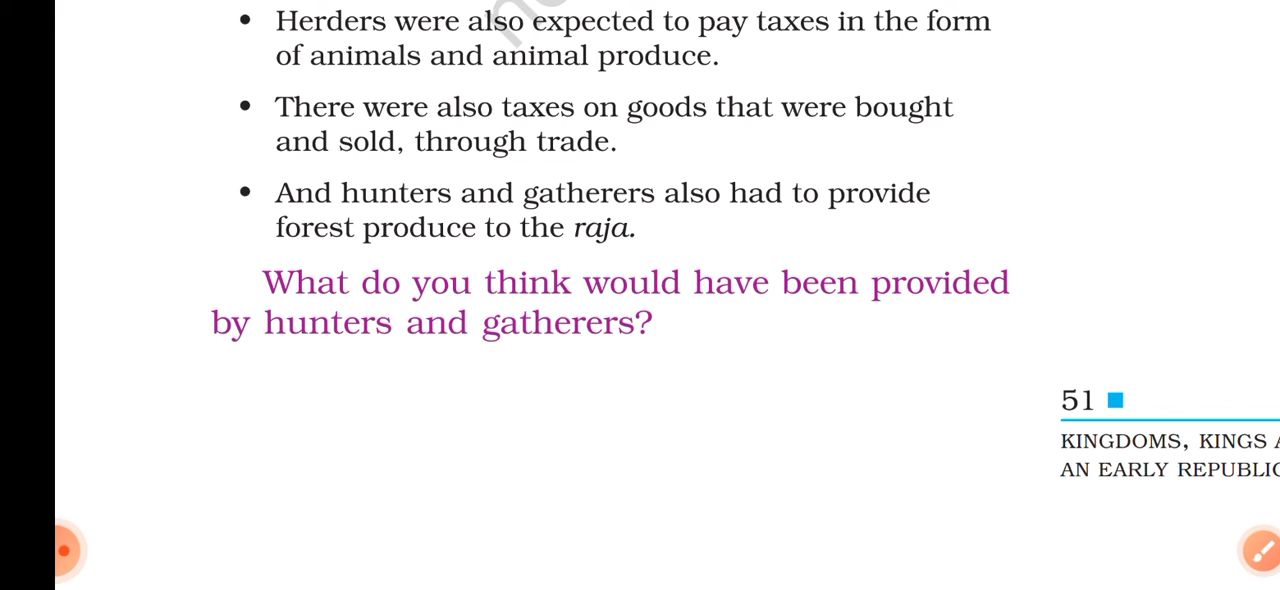 • Herders were also expected to pay taxes in the form
of animals and animal produce.
• There were also taxes on goods that were bought
and sold, through trade.
• And hunters and gatherers also had to provide
forest produce to the raja.
What do you think would have been provided
by hunters and gatherers?
51
KINGDOMS, KINGS
AN EARLY